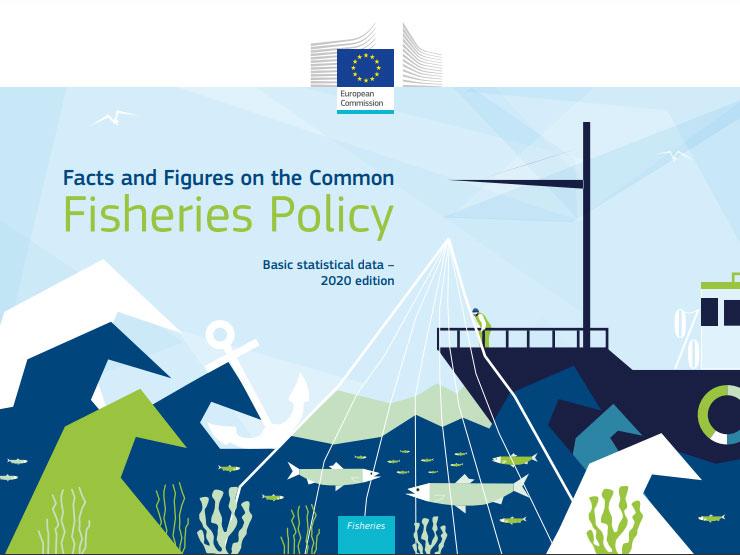 European
Commission
Facts and Figures on the Common
Fisheries Policy
Basic statistical data –
2020 edition
Fisheries